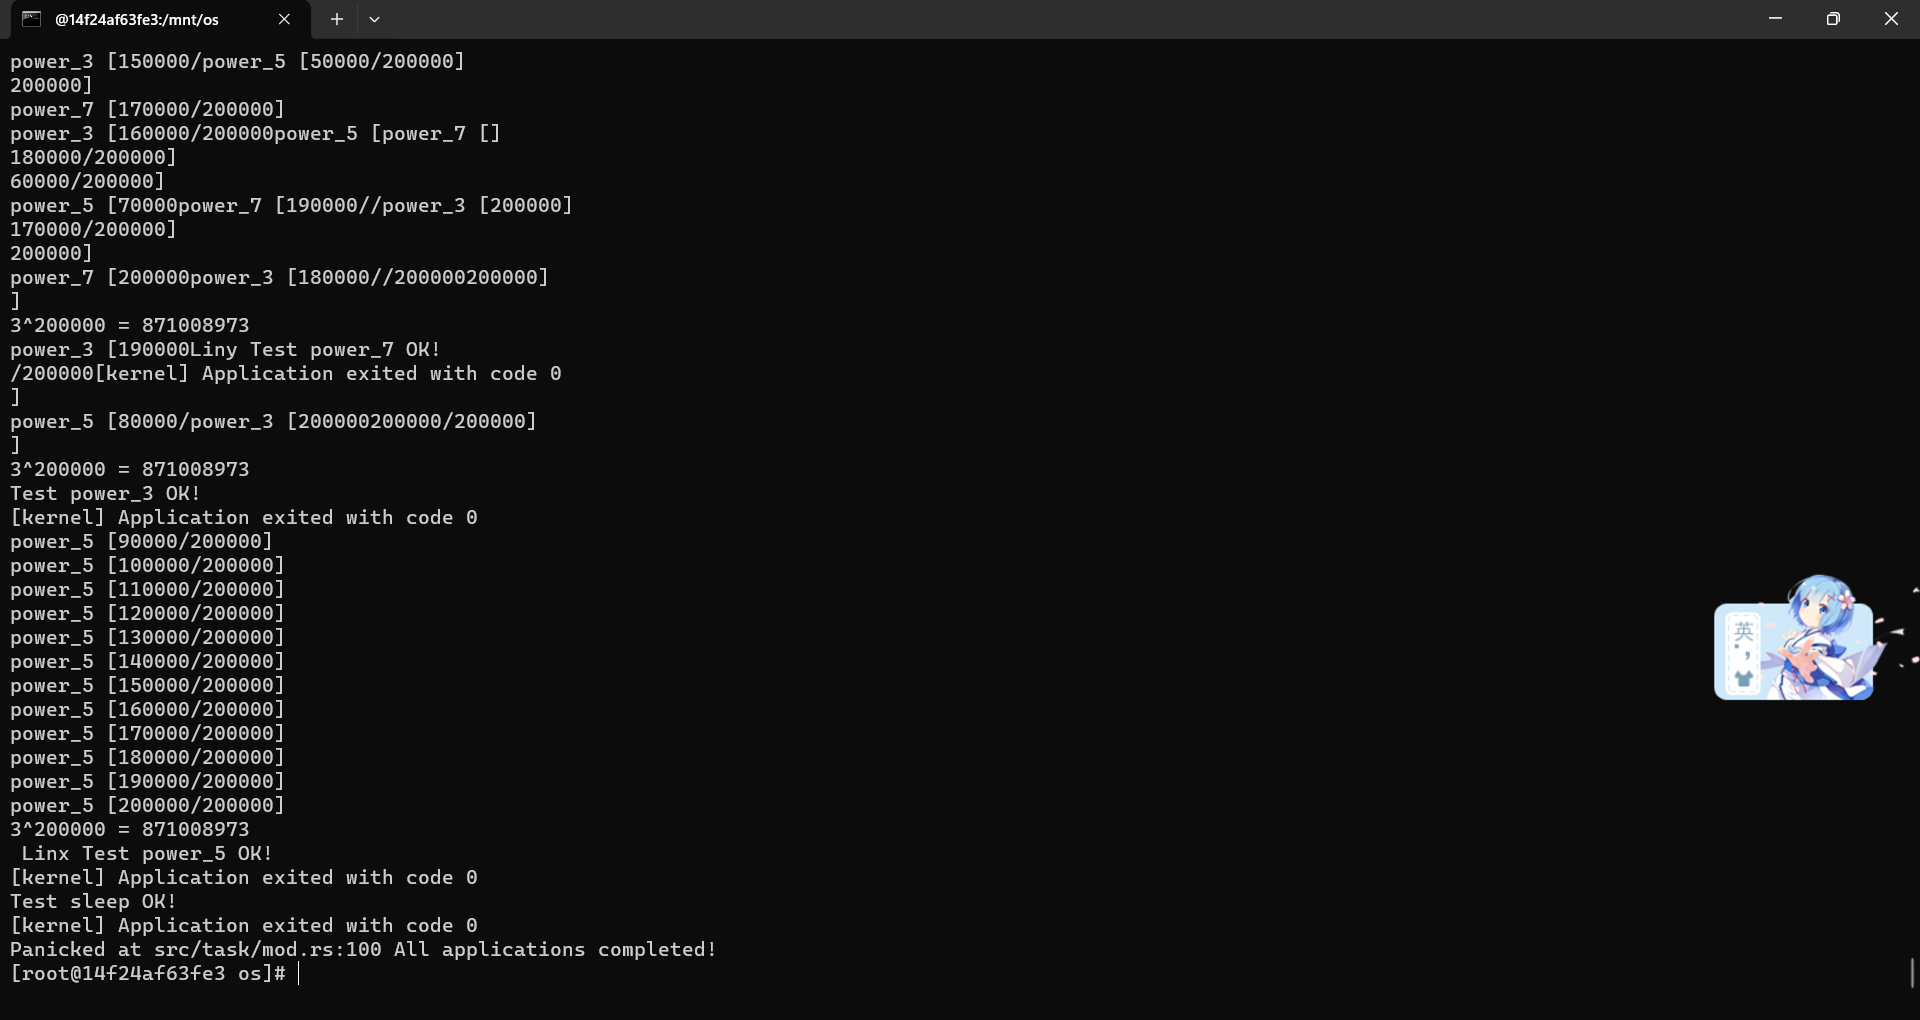 @14f24af63fe3:/mnt/os
power_3 [150000/power_5 [50000/200000]
200000]
power_7 [170000/200000]
power_3 [160000/200000power_5 [power_7 []
180000/200000]
60000/200000]
power_5 [70000power_7 [190000//power_3 [200000]
170000/200000]
200000]
power_7 [200000power_3 [180000//200000200000]
]
3^200000 = 871008973
power_3 [190000Liny Test power_7 OK!
/200000[kernel] Application exited with code 0
]
power_5 [80000/power_3 [200000200000/200000]
]
3^200000 = 871008973
Test power_3 OK!
[kernel] Application exited with code 0
power_5 [90000/200000]
power_5 [100000/200000]
power_5 [110000/200000]
power_5 [120000/200000]
power_5 [130000/200000]
power_5 [140000/200000]
power_5 [150000/200000]
power_5 [160000/200000]
power_5 [170000/200000]
power_5 [180000/200000]
power_5 [190000/200000]
power_5 [200000/200000]
3^200000 = 871008973
 Linx Test power_5 OK!
[kernel] Application exited with code 0
Test sleep OK!
[kernel] Application exited with code 0
Panicked at src/task/mod.rs:100 All applications completed!
[root@14f24af63fe3 os]#
英